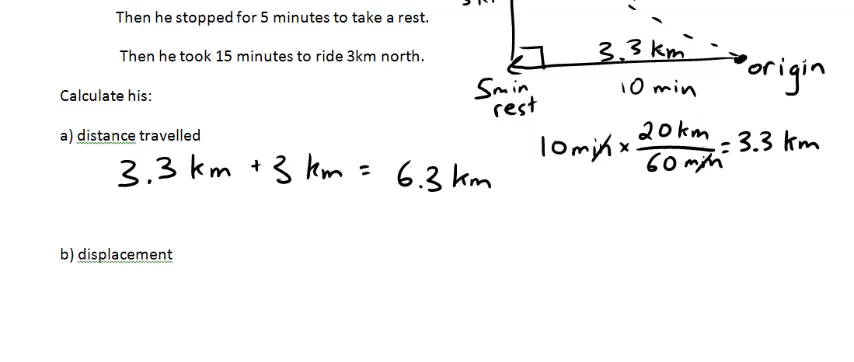 Then he stopped for 5 minutes to take a rest.
Then he took 15 minutes to ride 3km north.
Calculate his:
a) distance travelled
3.3 km + 3 km = 6.3 km
b) displacement
3.3 km
origin
5min
rest
10 min
10 min × 20 km / 60 min = 3.3 km